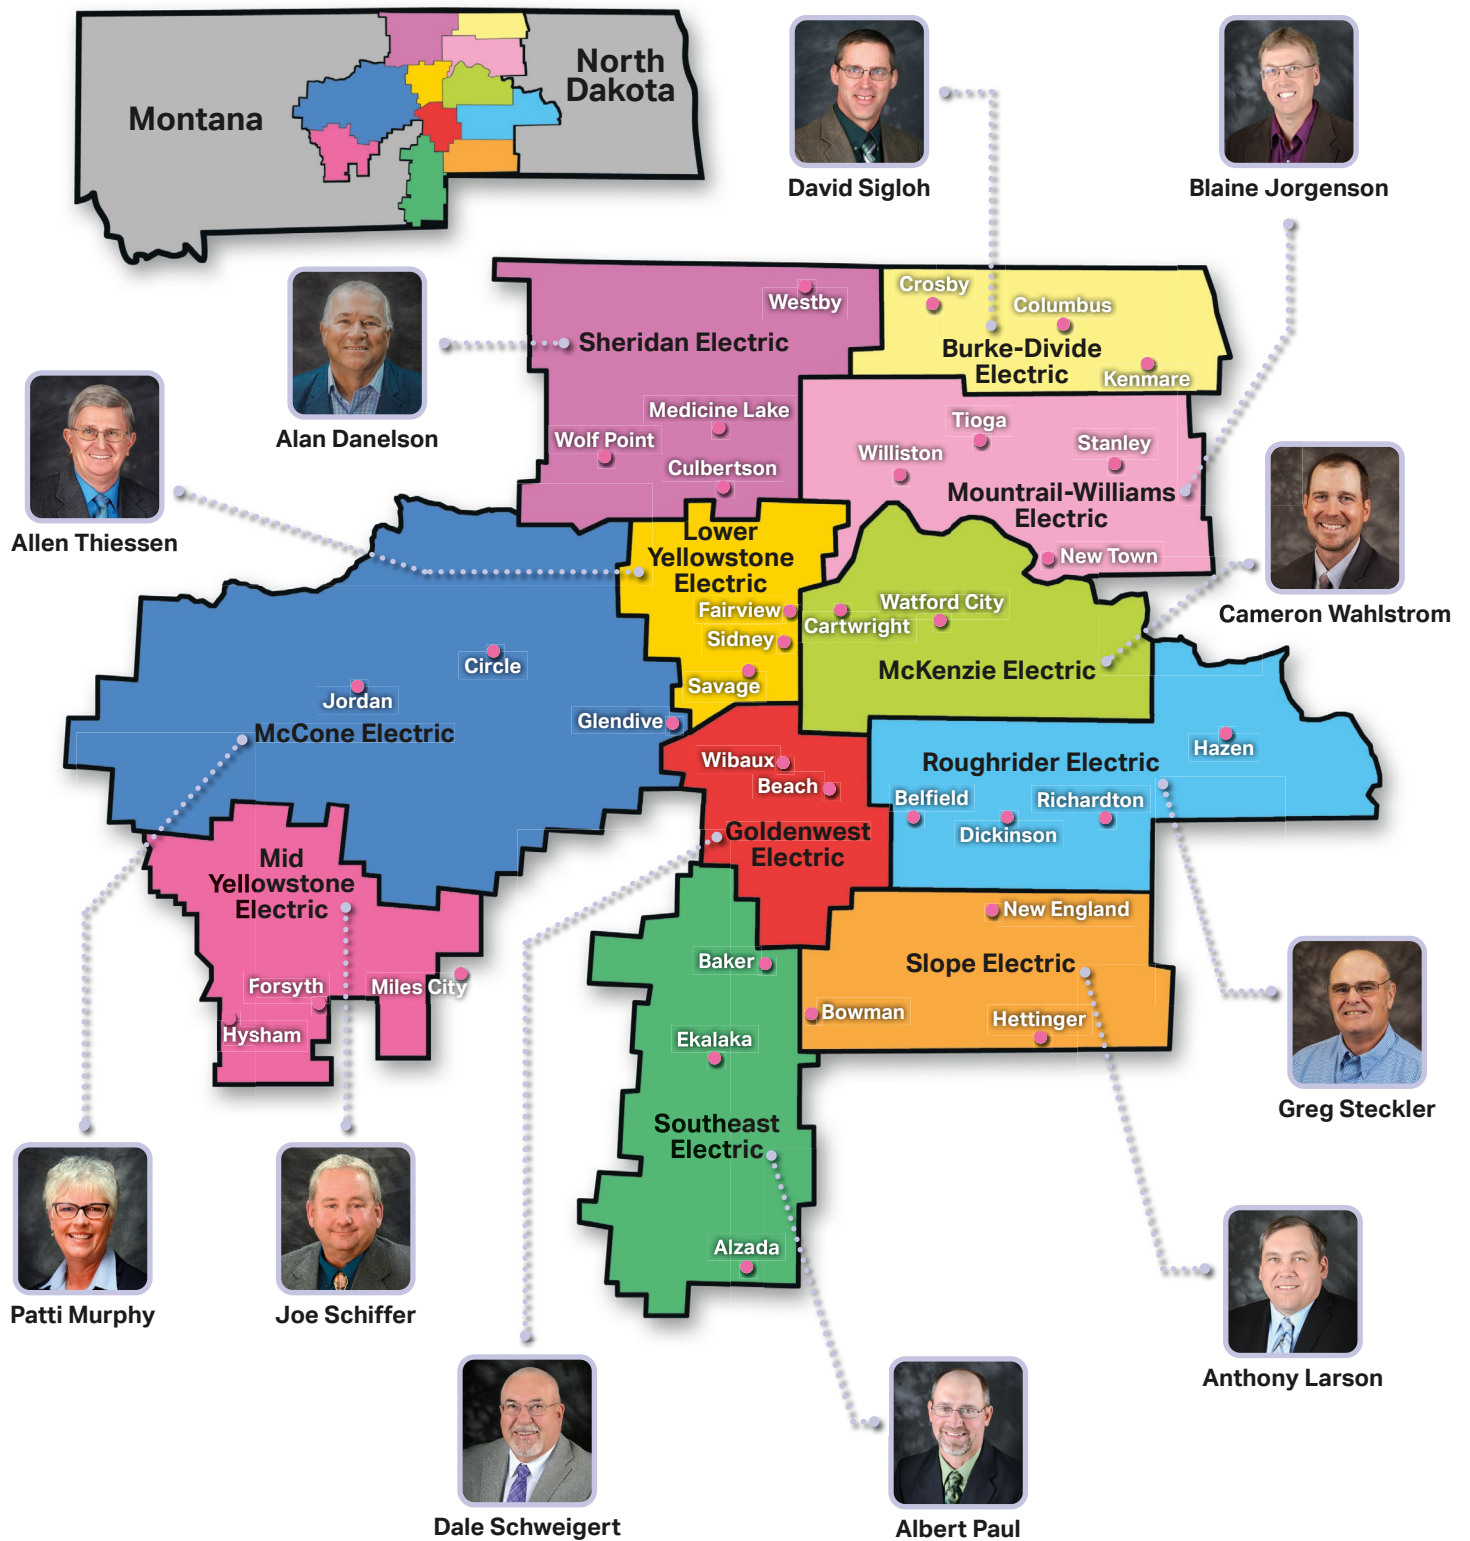 North
Dakota
Montana
David Sigloh
Blaine Jorgenson
Alan Danelson
Allen Thiessen
Cameron Wahlstrom
Westby
Sheridan Electric
Medicine Lake
Wolf Point
Culbertson
Crosby
Columbus
Burke-Divide
Electric
Kenmare
Tioga
Stanley
Williston
Mountrail-Williams
Electric
New Town
Lower
Yellowstone
Electric
Fairview
Sidney
Savage
Cartwright
Watford City
McKenzie Electric
Circle
Jordan
McCone Electric
Glendive
Wibaux
Beach
Goldenwest
Electric
Roughrider Electric
Hazen
Belfield
Dickinson
Richardton
Mid
Yellowstone
Electric
Forsyth
Miles City
Hysham
New England
Slope Electric
Bowman
Hettinger
Baker
Ekalaka
Southeast
Electric
Alzada
Greg Steckler
Patti Murphy
Joe Schiffer
Anthony Larson
Dale Schweigert
Albert Paul